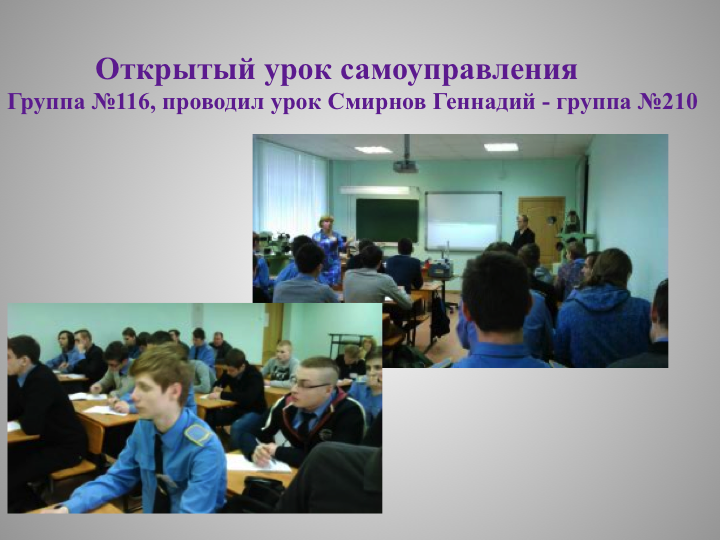 Открытый урок самоуправления
Группа №116, проводил урок Смирнов Геннадий - группа №210